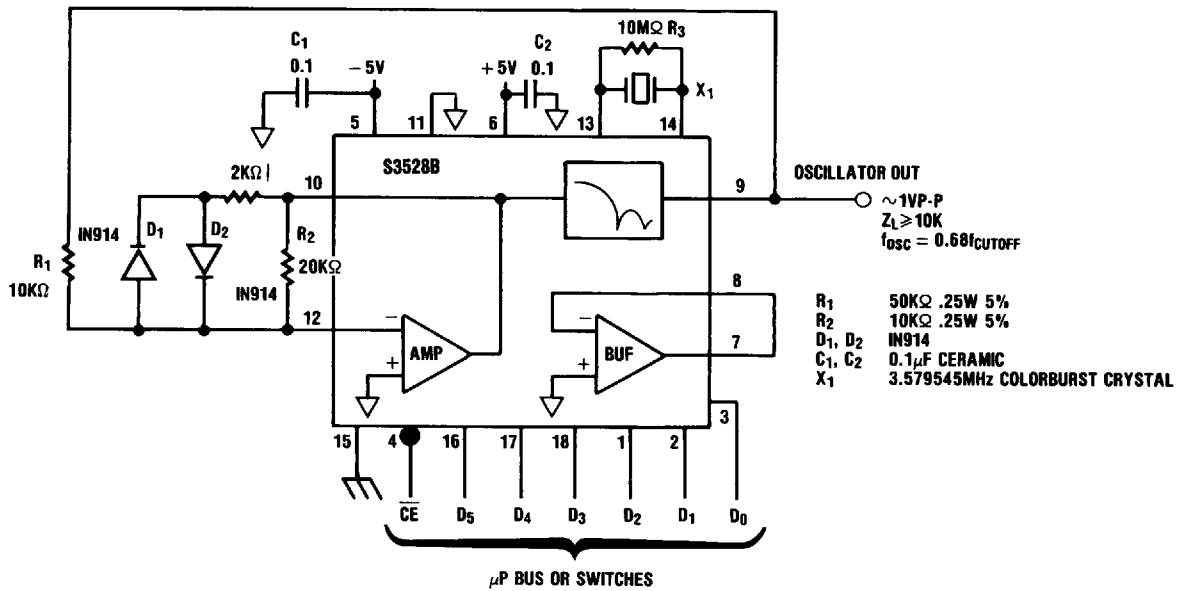 10MΩ R3
C1
0.1
– 5V
+ 5V
C2
0.1
X1
5
11
6
13
14
S3528B
2KΩ
10
9
OSCILLATOR OUT
~ 1VP-P
ZL ⩾ 10K
fOSC = 0.68fCUTOFF
R1
10KΩ
IN914
D1
D2
R2
20KΩ
IN914
12
–
+
AMP
–
+
BUF
8
7
3
R1 50KΩ .25W 5%
R2 10KΩ .25W 5%
D1, D2 IN914
C1, C2 0.1μF CERAMIC
X1 3.579545MHz COLORBURST CRYSTAL
15
4
16
17
18
1
2
C̅E̅
D5
D4
D3
D2
D1
D0
μP BUS OR SWITCHES